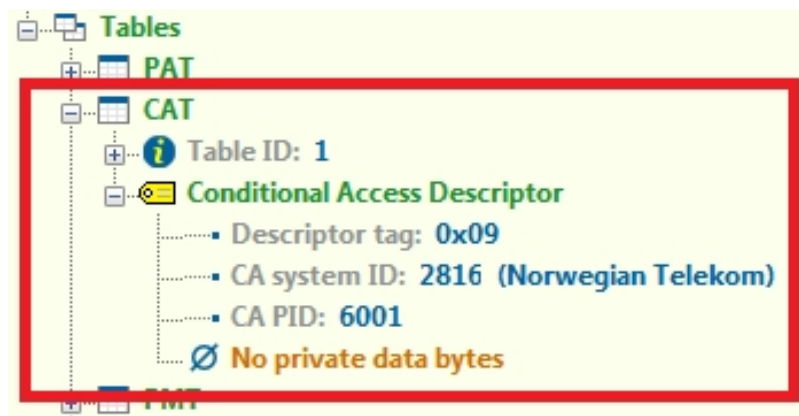 Tables
PAT
CAT
Table ID: 1
Conditional Access Descriptor
Descriptor tag: 0x09
CA system ID: 2816 (Norwegian Telekom)
CA PID: 6001
No private data bytes
PMT